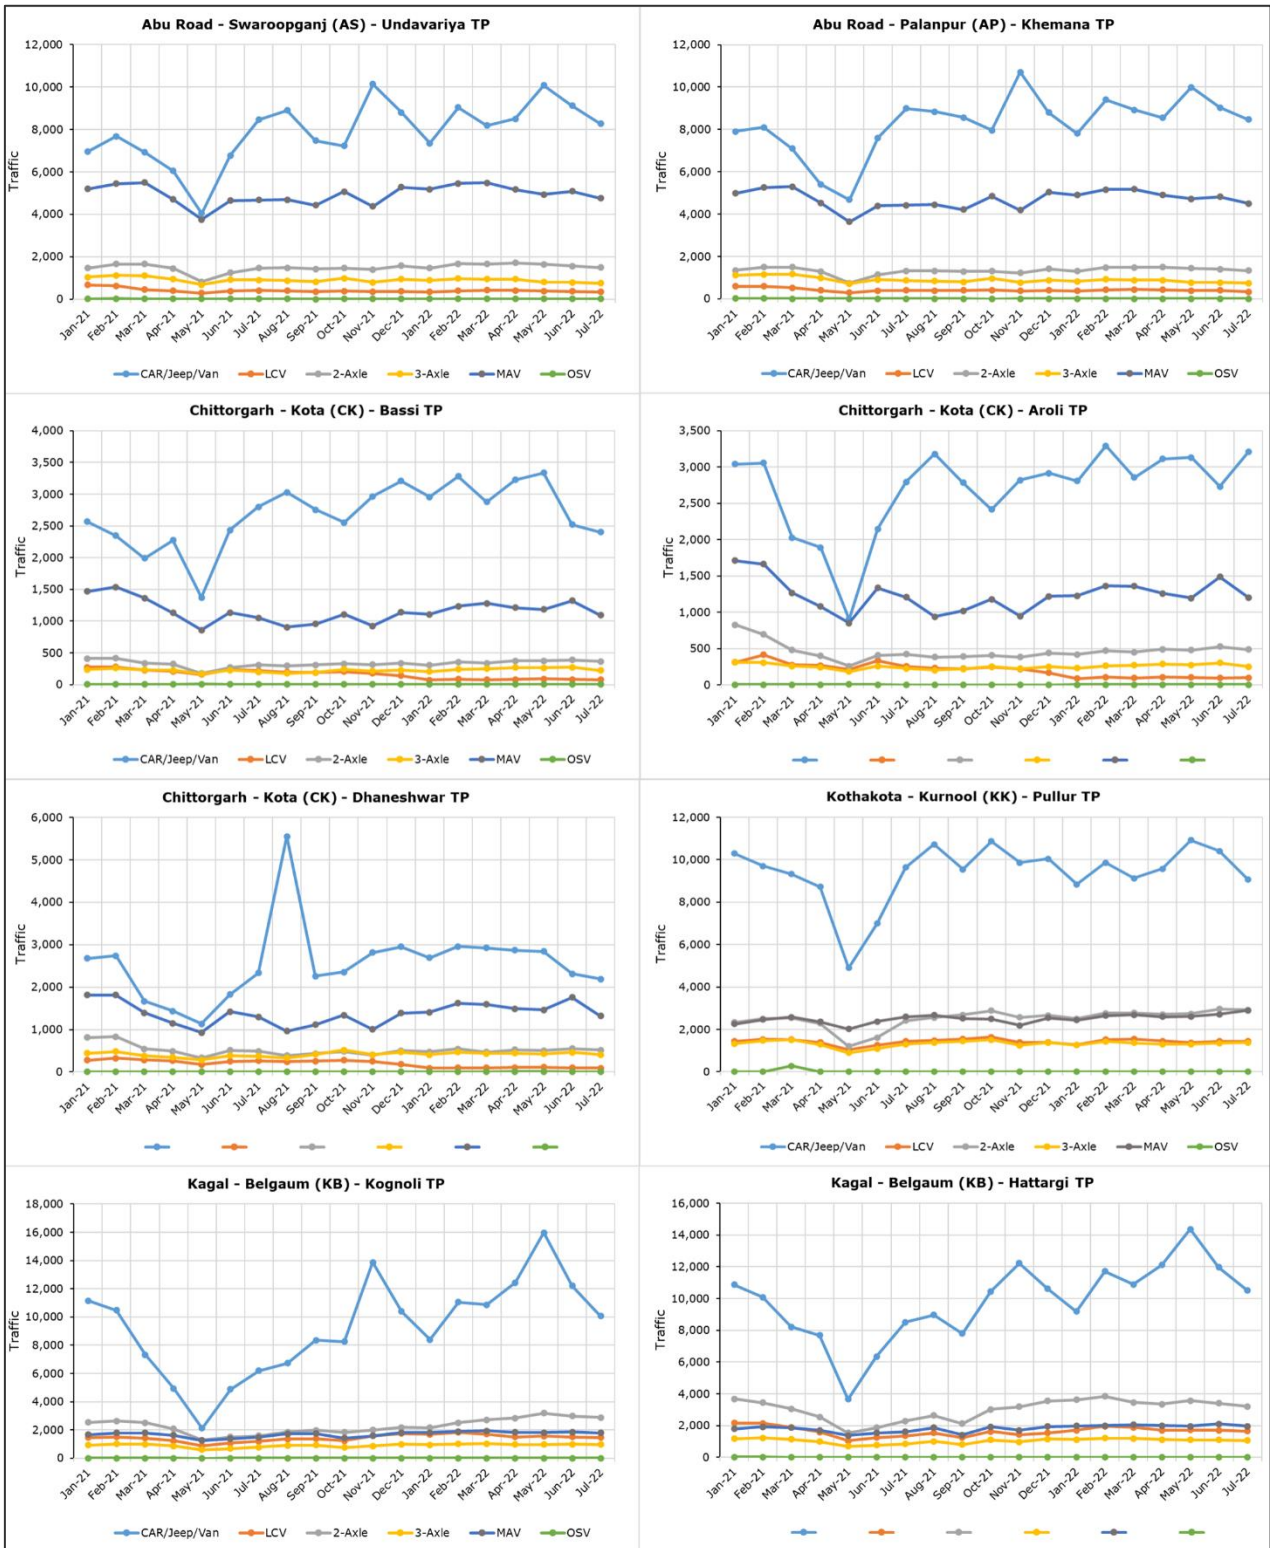 Abu Road - Swaroopganj (AS) - Undavariya TP
12,000
10,000
8,000
6,000
4,000
2,000
0
Traffic
Jan-21 Feb-21 Mar-21 Apr-21 May-21 Jun-21 Jul-21 Aug-21 Sep-21 Oct-21 Nov-21 Dec-21 Jan-22 Feb-22 Mar-22 Apr-22 May-22 Jun-22 Jul-22
CAR/Jeep/Van LCV 2-Axle 3-Axle MAV OSV
Abu Road - Palanpur (AP) - Khemana TP
12,000
10,000
8,000
6,000
4,000
2,000
0
Traffic
Jan-21 Feb-21 Mar-21 Apr-21 May-21 Jun-21 Jul-21 Aug-21 Sep-21 Oct-21 Nov-21 Dec-21 Jan-22 Feb-22 Mar-22 Apr-22 May-22 Jun-22 Jul-22
CAR/Jeep/Van LCV 2-Axle 3-Axle MAV OSV
Chittorgarh - Kota (CK) - Bassi TP
4,000
3,500
3,000
2,500
2,000
1,500
1,000
500
0
Traffic
Jan-21 Feb-21 Mar-21 Apr-21 May-21 Jun-21 Jul-21 Aug-21 Sep-21 Oct-21 Nov-21 Dec-21 Jan-22 Feb-22 Mar-22 Apr-22 May-22 Jun-22 Jul-22
CAR/Jeep/Van LCV 2-Axle 3-Axle MAV OSV
Chittorgarh - Kota (CK) - Aroli TP
3,500
3,000
2,500
2,000
1,500
1,000
500
0
Traffic
Jan-21 Feb-21 Mar-21 Apr-21 May-21 Jun-21 Jul-21 Aug-21 Sep-21 Oct-21 Nov-21 Dec-21 Jan-22 Feb-22 Mar-22 Apr-22 May-22 Jun-22 Jul-22
Chittorgarh - Kota (CK) - Dhaneshwar TP
6,000
5,000
4,000
3,000
2,000
1,000
0
Traffic
Jan-21 Feb-21 Mar-21 Apr-21 May-21 Jun-21 Jul-21 Aug-21 Sep-21 Oct-21 Nov-21 Dec-21 Jan-22 Feb-22 Mar-22 Apr-22 May-22 Jun-22 Jul-22
Kothakota - Kurnool (KK) - Pullur TP
12,000
10,000
8,000
6,000
4,000
2,000
0
Traffic
Jan-21 Feb-21 Mar-21 Apr-21 May-21 Jun-21 Jul-21 Aug-21 Sep-21 Oct-21 Nov-21 Dec-21 Jan-22 Feb-22 Mar-22 Apr-22 May-22 Jun-22 Jul-22
CAR/Jeep/Van LCV 2-Axle 3-Axle MAV OSV
Kagal - Belgaum (KB) - Kognoli TP
18,000
16,000
14,000
12,000
10,000
8,000
6,000
4,000
2,000
0
Traffic
Jan-21 Feb-21 Mar-21 Apr-21 May-21 Jun-21 Jul-21 Aug-21 Sep-21 Oct-21 Nov-21 Dec-21 Jan-22 Feb-22 Mar-22 Apr-22 May-22 Jun-22 Jul-22
CAR/Jeep/Van LCV 2-Axle 3-Axle MAV OSV
Kagal - Belgaum (KB) - Hattargi TP
16,000
14,000
12,000
10,000
8,000
6,000
4,000
2,000
0
Traffic
Jan-21 Feb-21 Mar-21 Apr-21 May-21 Jun-21 Jul-21 Aug-21 Sep-21 Oct-21 Nov-21 Dec-21 Jan-22 Feb-22 Mar-22 Apr-22 May-22 Jun-22 Jul-22